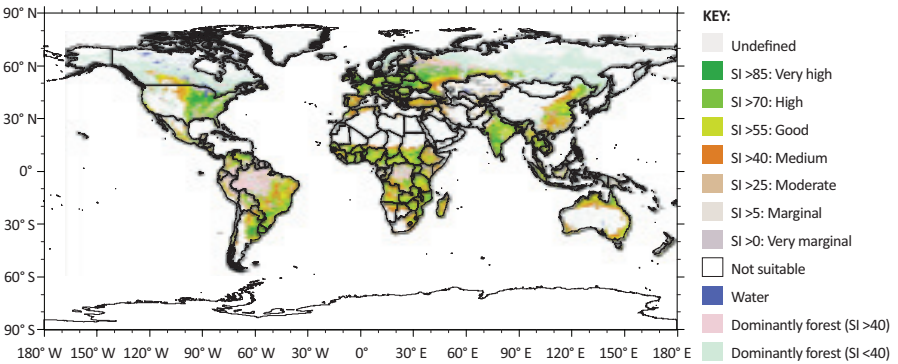 90° N
60° N
30° N
0°
30° S
60° S
90° S
180° W 150° W 120° W 90° W 60° W 30° W 0° 30° E 60° E 90° E 120° E 150° E 180° E
KEY:
Undefined
SI >85: Very high
SI >70: High
SI >55: Good
SI >40: Medium
SI >25: Moderate
SI >5: Marginal
SI >0: Very marginal
Not suitable
Water
Dominantly forest (SI >40)
Dominantly forest (SI <40)